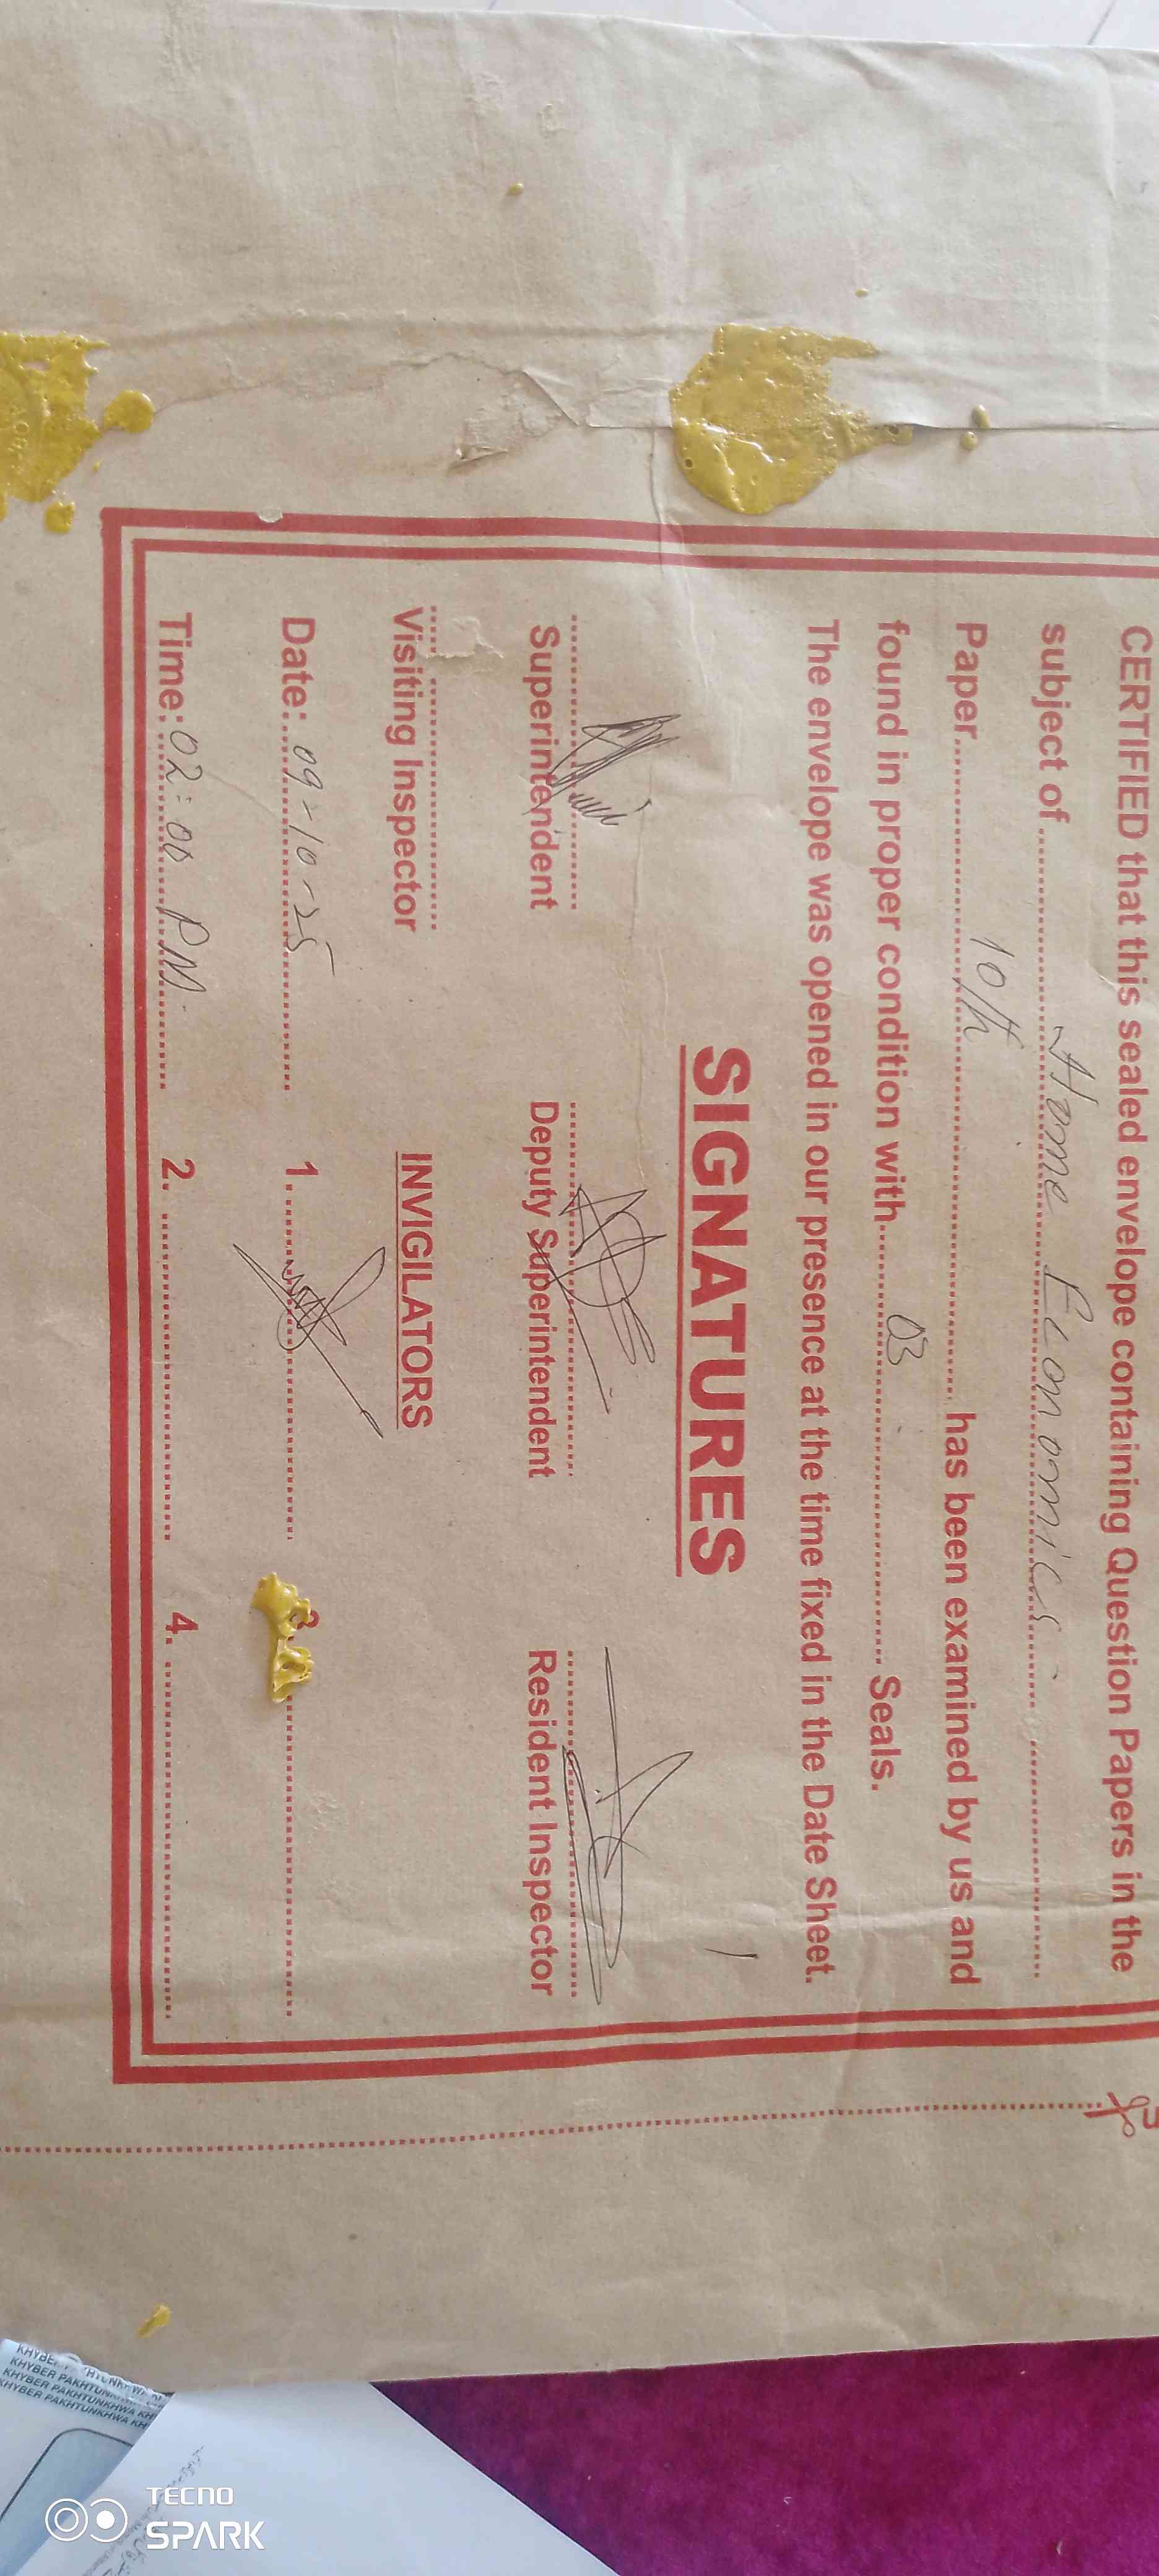 CERTIFIED that this sealed envelope containing Question Papers in the
subject of Home Economics
Paper 10th has been examined by us and
found in proper condition with 03 Seals.
The envelope was opened in our presence at the time fixed in the Date Sheet.
SIGNATURES
Superintendent Deputy Superintendent Resident Inspector
Visiting Inspector INVIGILATORS
Date: 09-10-25 1. 3.
Time: 02:00 PM. 2. 4.
KHYBER PAKHTUNKHWA
KHYBER PAKHTUNKHWA KH
KHYBER PAKHTUNKHWA KH
TECNO
SPARK